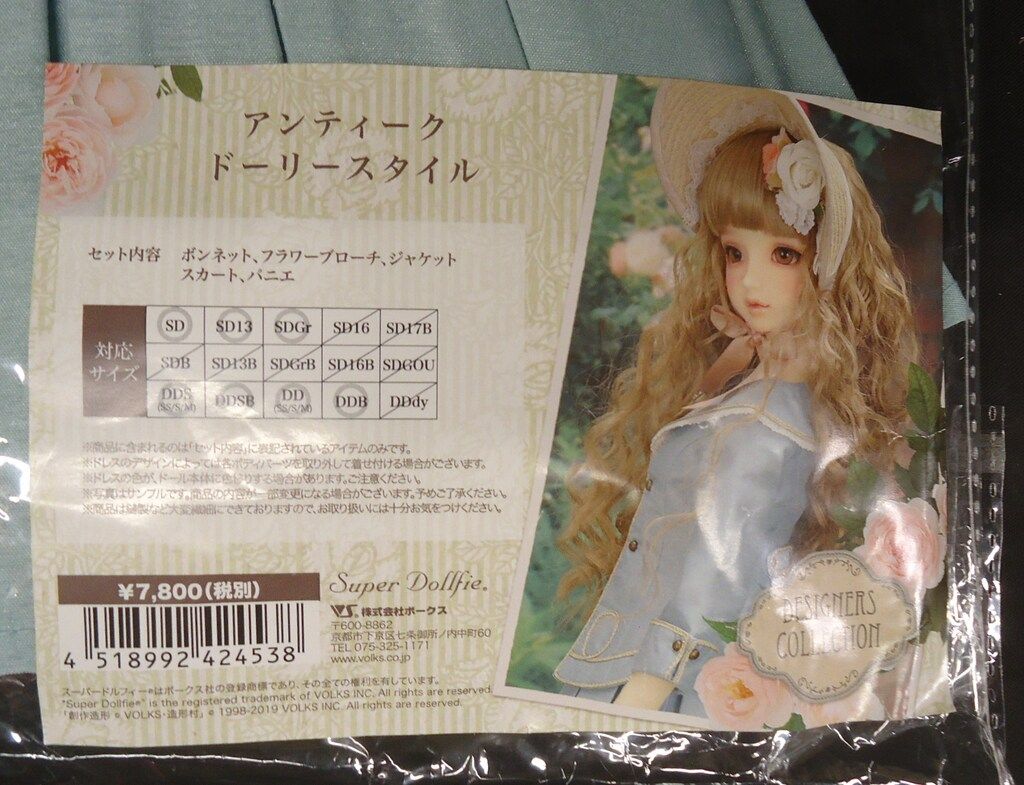 アンティーク
ドーリースタイル
セット内容 ボンネット、フラワーブローチ、ジャケット
スカート、パニエ
対応
サイズ
SD SD13 SDGr SD16 SD17B
SDB SD13B SDGrB SD16B SDGOU
DDS DDSB DD DDB DDdy
(SS/S/M) (SS/S/M)
※商品に含まれるのは「セット内容」に表記されているアイテムのみです。
※ドレスのデザインによっては各ボディパーツを取り外して着せ付ける場合がございます。
※ドレスの色が、ドール本体に色移りする場合があります。ご注意ください。
※写真はサンプルです。商品の内容が一部変更になる場合がございます。予めご了承ください。
※商品は縫製など大変繊細にできておりますので、お取り扱いには十分お気をつけください。
¥7,800(税別)
4 518992 424538
Super Dollfie®
VS 株式会社ボークス
〒600-8862
京都市下京区七条御所ノ内中町60
TEL 075-325-1171
www.volks.co.jp
スーパードルフィー®はボークス社の登録商標であり、その全ての権利を有しています。
"Super Dollfie®" is the registered trademark of VOLKS INC. All rights are reserved.
「創作造形 © VOLKS・造形村」© 1998-2019 VOLKS INC. All rights are reserved.
DESIGNERS
COLLECTION